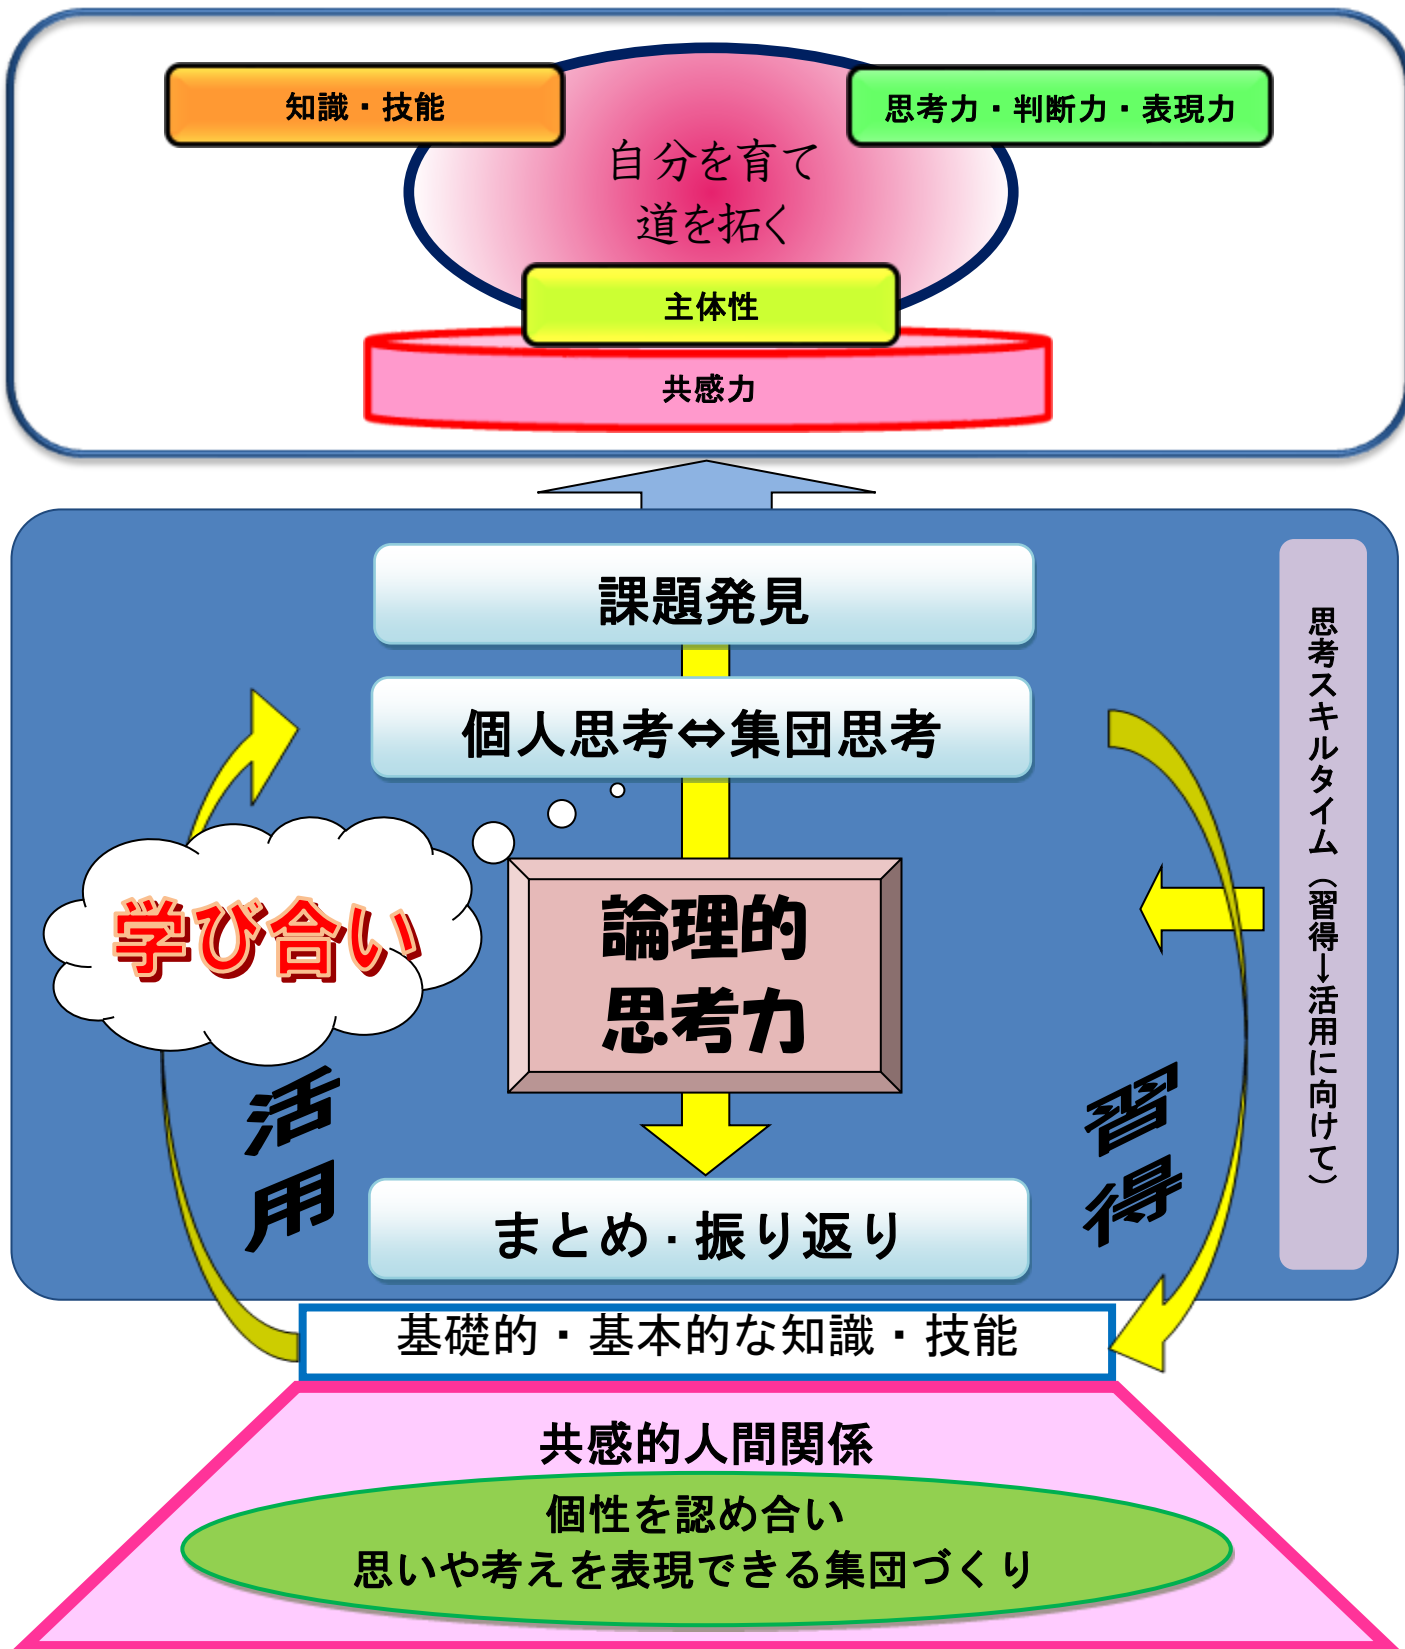 知識・技能
思考力・判断力・表現力
自分を育て
道を拓く
主体性
共感力
課題発見
個人思考⇔集団思考
学び合い
論理的
思考力
活用
習得
思考スキルタイム（習得→活用に向けて）
まとめ・振り返り
基礎的・基本的な知識・技能
共感的人間関係
個性を認め合い
思いや考えを表現できる集団づくり